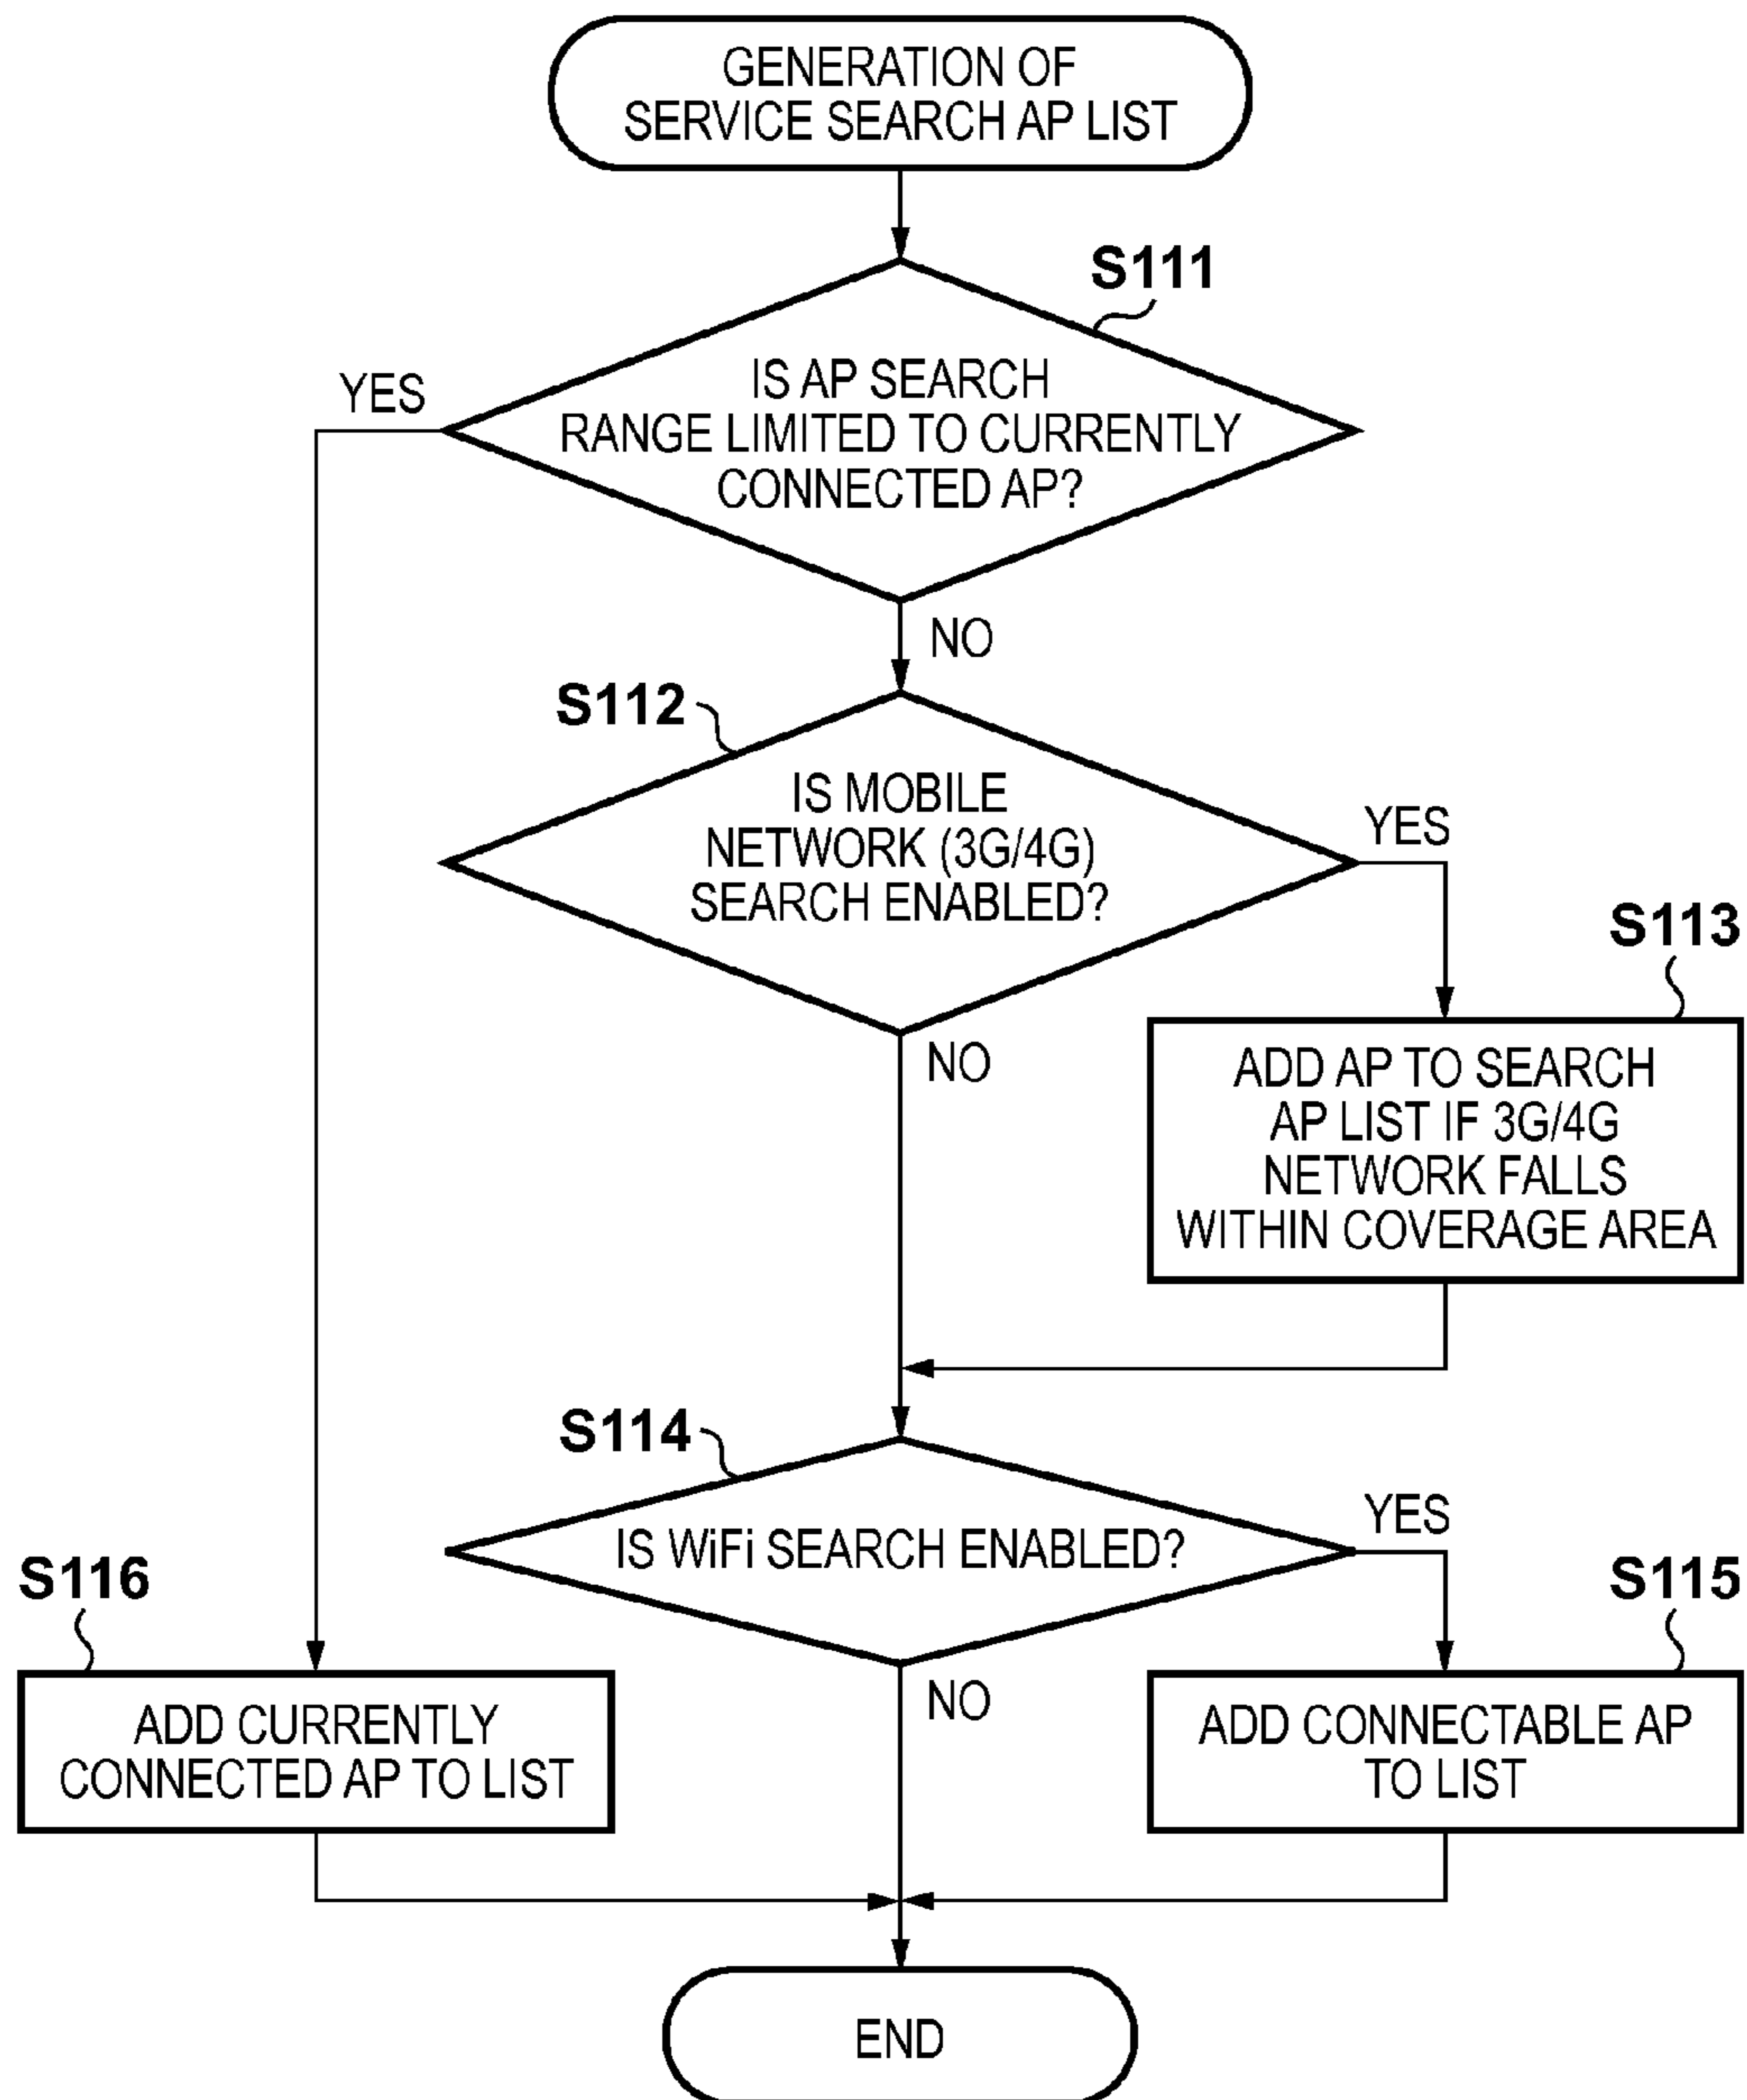 GENERATION OF
SERVICE SEARCH AP LIST
S111
IS AP SEARCH
RANGE LIMITED TO CURRENTLY
CONNECTED AP?
YES
NO
S112
IS MOBILE
NETWORK (3G/4G)
SEARCH ENABLED?
YES
NO
S113
ADD AP TO SEARCH
AP LIST IF 3G/4G
NETWORK FALLS
WITHIN COVERAGE AREA
S114
IS WiFi SEARCH ENABLED?
YES
NO
S116
ADD CURRENTLY
CONNECTED AP TO LIST
S115
ADD CONNECTABLE AP
TO LIST
END